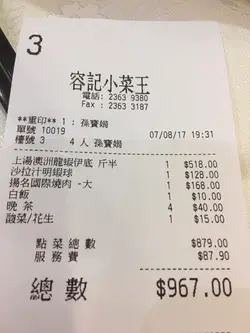 3
容記小菜王
電話: 2363 9380
Fax : 2363 3187
**重印** 1 : 孫寶娟
單號 10019 07/08/17 19:31
檯號 3 4 人 孫寶娟
上湯澳洲龍蝦伊底 斤半 1 $518.00
沙拉汁明蝦球 1 $128.00
揚名國際燒肉 -大 1 $168.00
白飯 1 $10.00
晚 茶 4 $40.00
酸菜/花生 1 $15.00
點菜總數 $879.00
服務費 $87.90
總數 $967.00